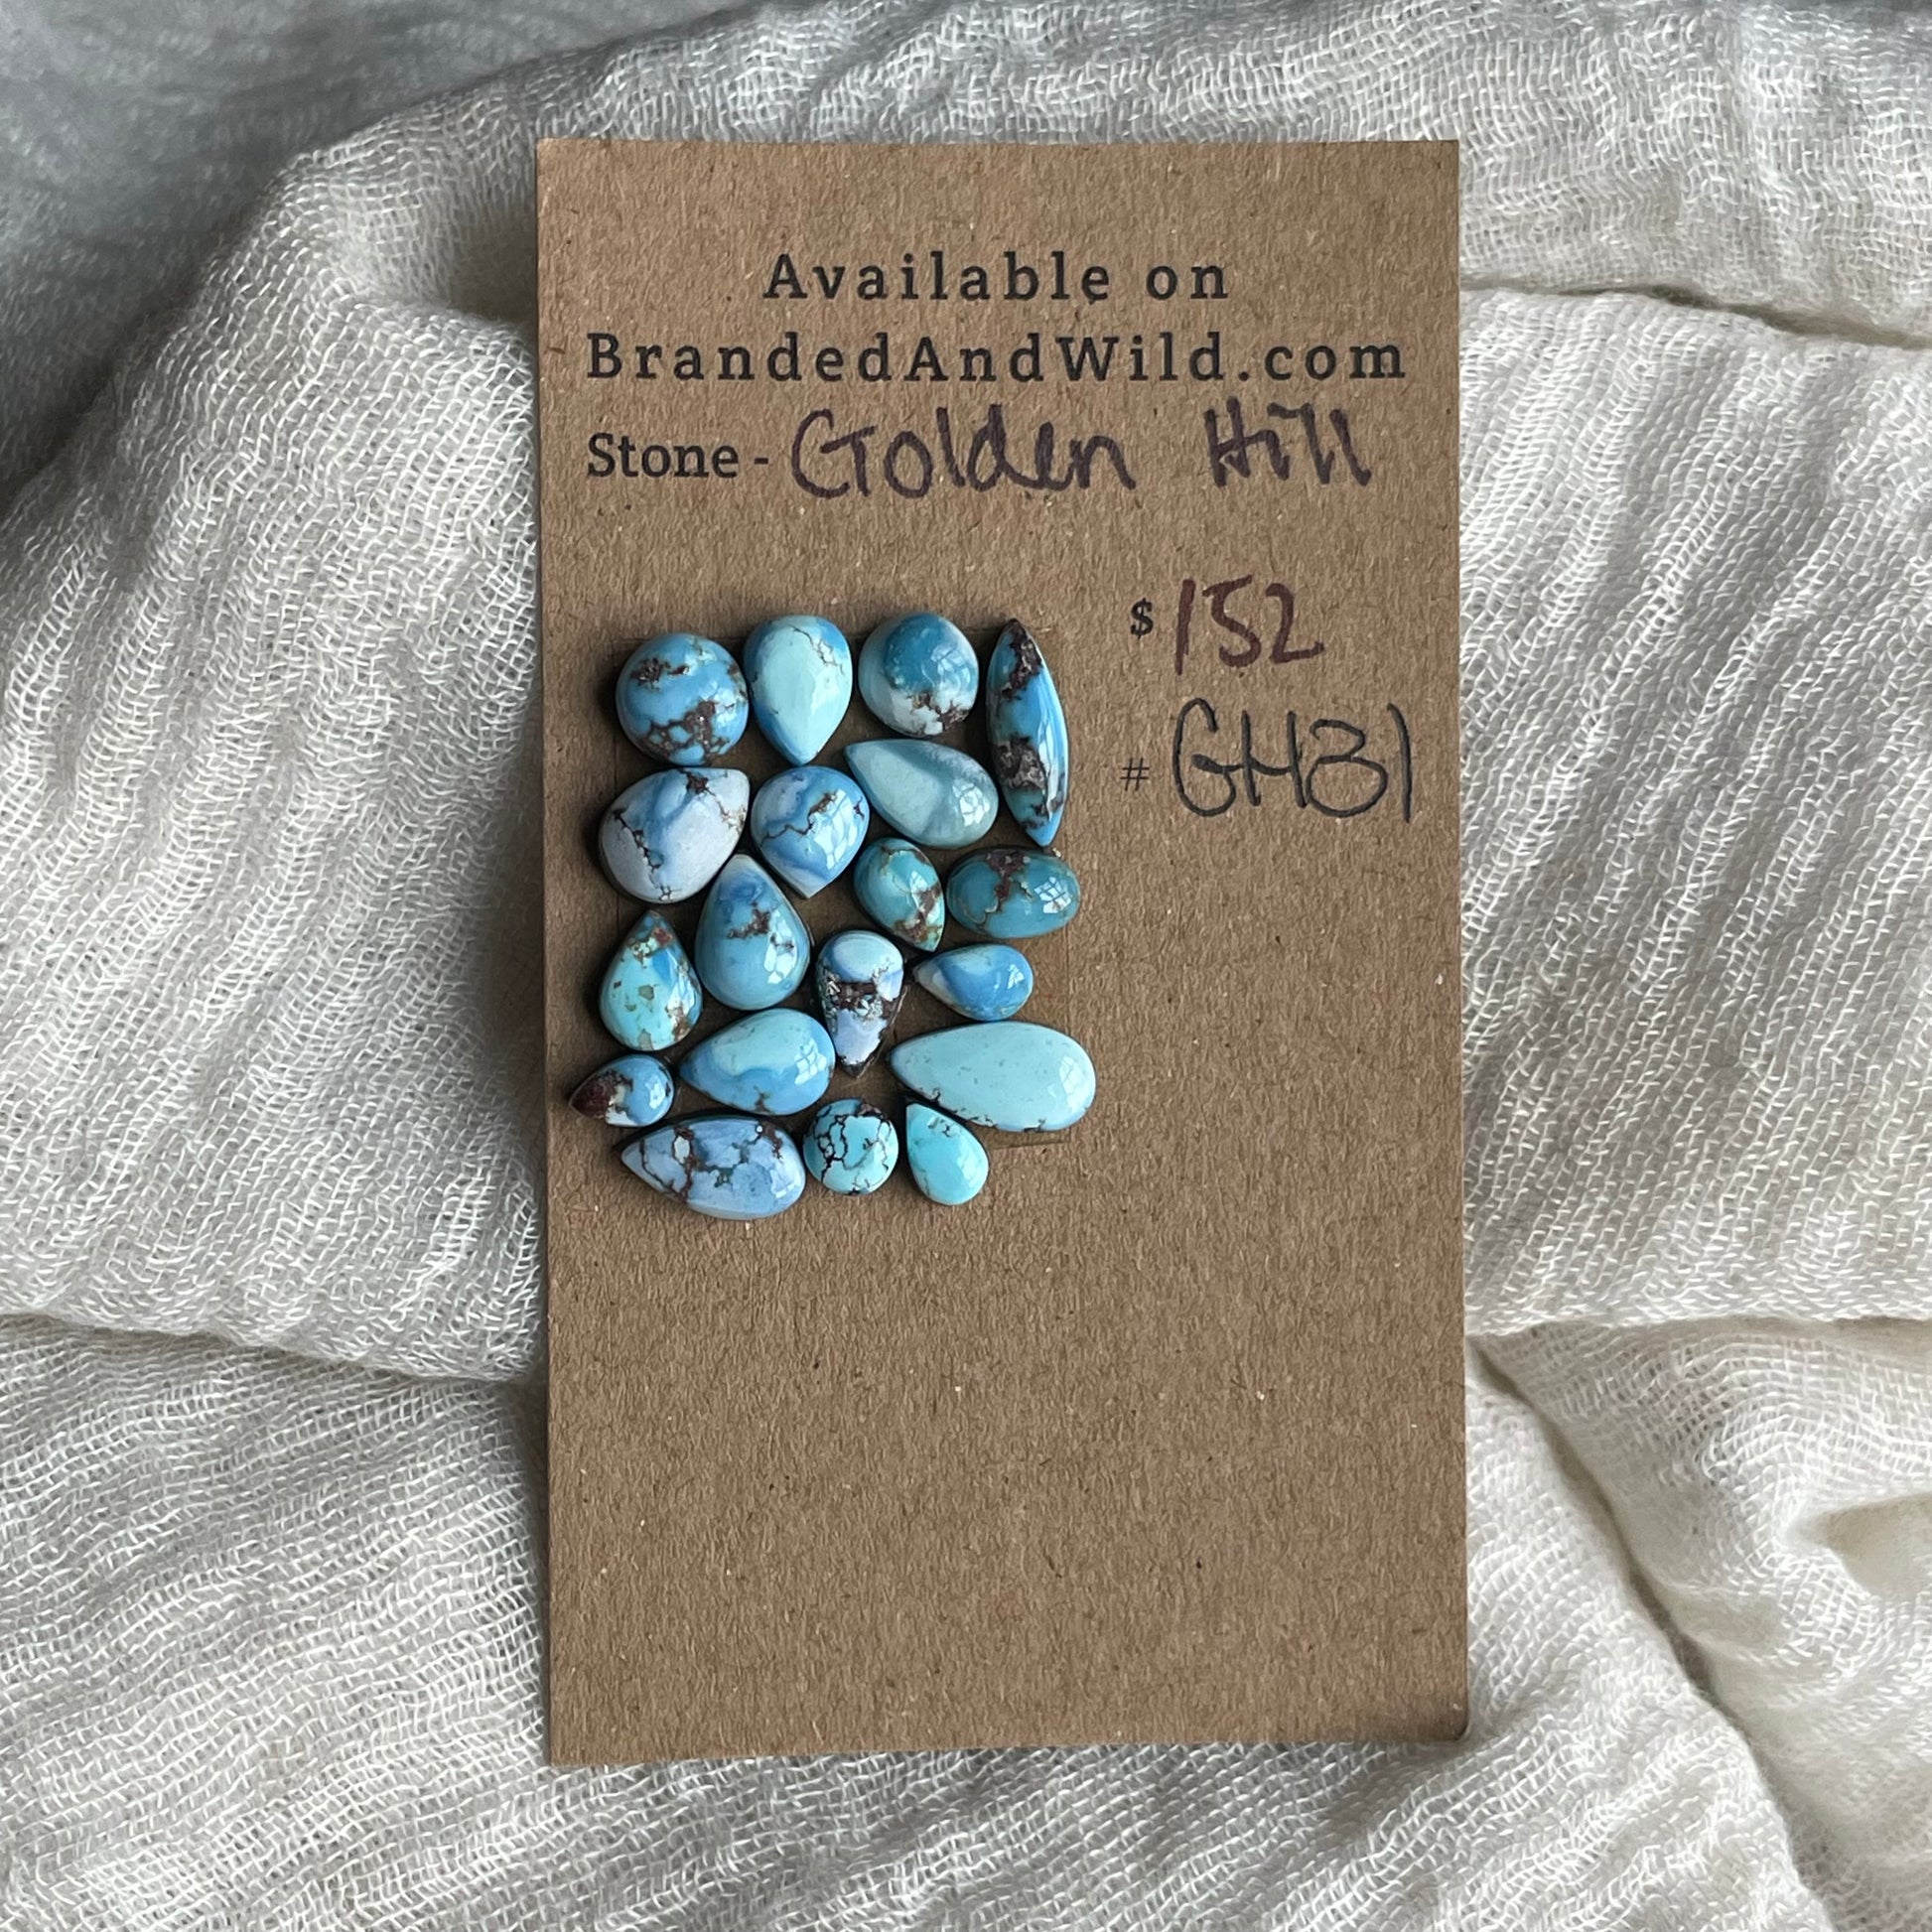 Available on
BrandedAndWild.com
Stone - Golden Hill
$ 152
# GH31